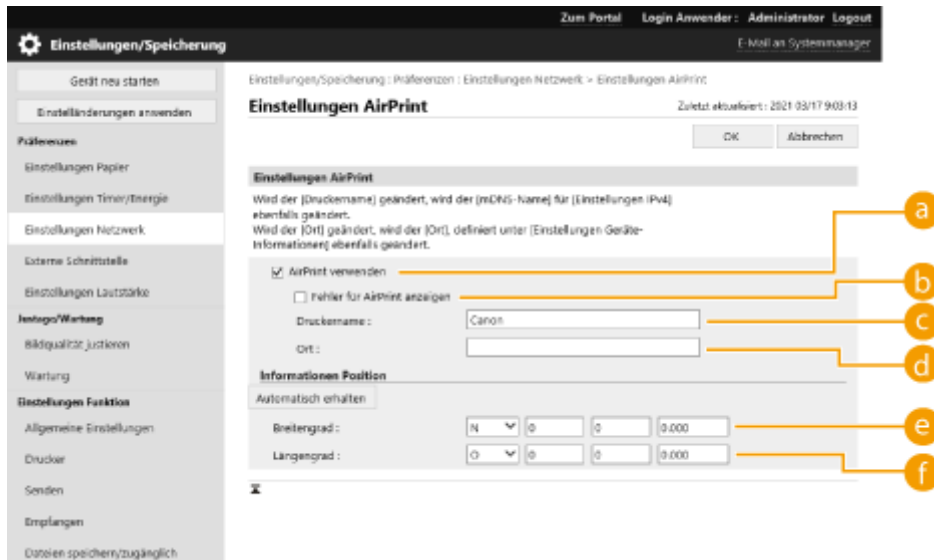 Zum Portal Login Anwender : Administrator Logout
Einstellungen/Speicherung
E-Mail an Systemmanager
Gerät neu starten
Einstelländerungen anwenden
Präferenzen
Einstellungen Papier
Einstellungen Timer/Energie
Einstellungen Netzwerk
Externe Schnittstelle
Einstellungen Lautstärke
Justage/Wartung
Bildqualität justieren
Wartung
Einstellungen Funktion
Allgemeine Einstellungen
Drucker
Senden
Empfangen
Dateien speichern/zugänglich
Einstellungen/Speicherung : Präferenzen : Einstellungen Netzwerk > Einstellungen AirPrint
Einstellungen AirPrint
Zuletzt aktualisiert : 2021 03/17 9:03:13
OK Abbrechen
Einstellungen AirPrint
Wird der [Druckername] geändert, wird der [mDNS-Name] für [Einstellungen IPv4]
ebenfalls geändert.
Wird der [Ort] geändert, wird der [Ort], definiert unter [Einstellungen Geräte-
Informationen] ebenfalls geändert.
AirPrint verwenden
a
Fehler für AirPrint anzeigen
b
Druckername : Canon
c
Ort :
d
Informationen Position
Automatisch erhalten
Breitengrad : N 0 0 0.000
e
Längengrad : O 0 0 0.000
f